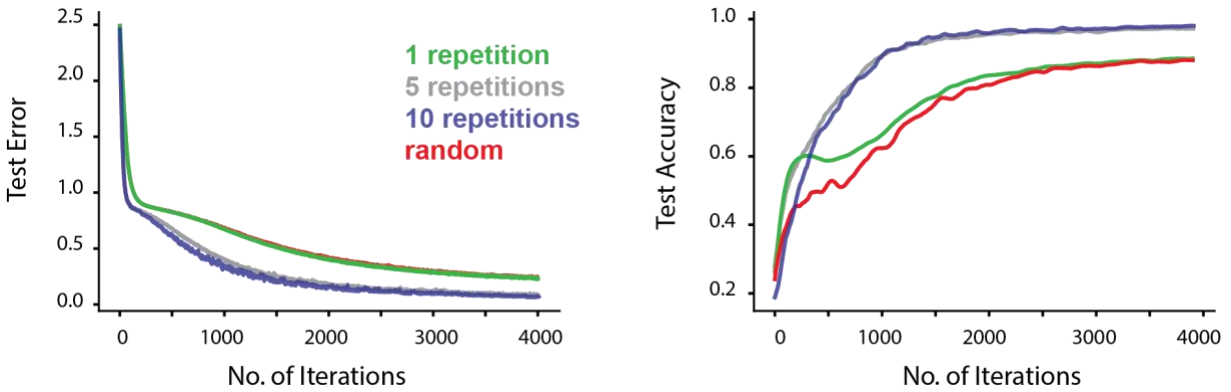 2.5
2.0
1.5
1.0
0.5
0.0
Test Error
0 1000 2000 3000 4000
No. of Iterations
1 repetition
5 repetitions
10 repetitions
random
1.0
0.8
0.6
0.4
0.2
Test Accuracy
0 1000 2000 3000 4000
No. of Iterations